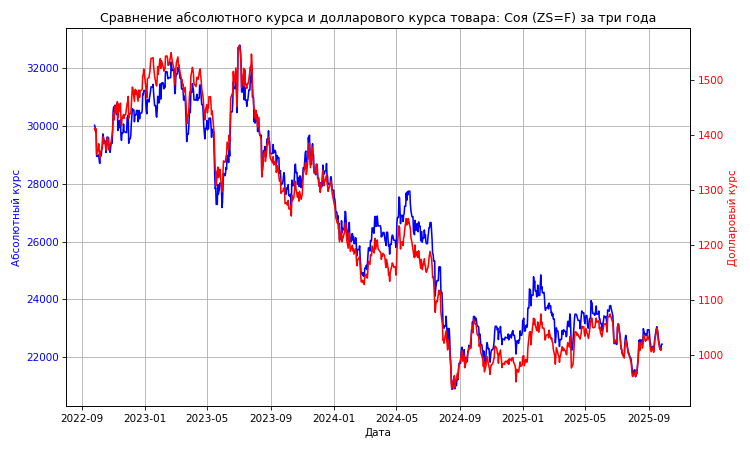 Сравнение абсолютного курса и долларового курса товара: Соя (ZS=F) за три года
Абсолютный курс
32000
30000
28000
26000
24000
22000
1500
1400
1300
1200
1100
1000
Долларовый курс
2022-09 2023-01 2023-05 2023-09 2024-01 2024-05 2024-09 2025-01 2025-05 2025-09
Дата